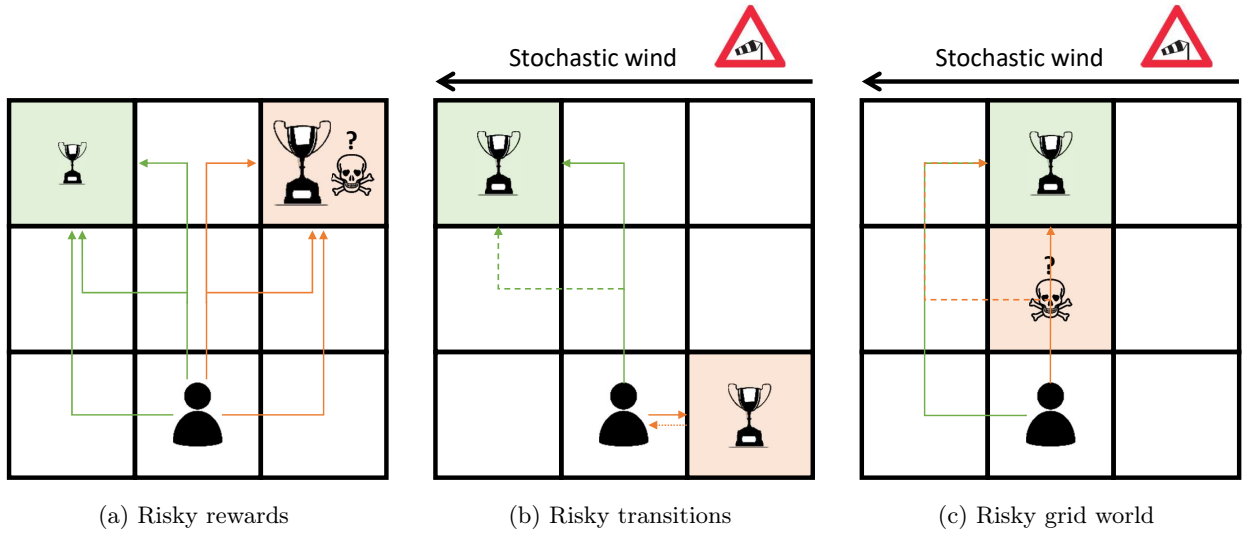 Stochastic wind
Stochastic wind
?
?
(a) Risky rewards
(b) Risky transitions
(c) Risky grid world